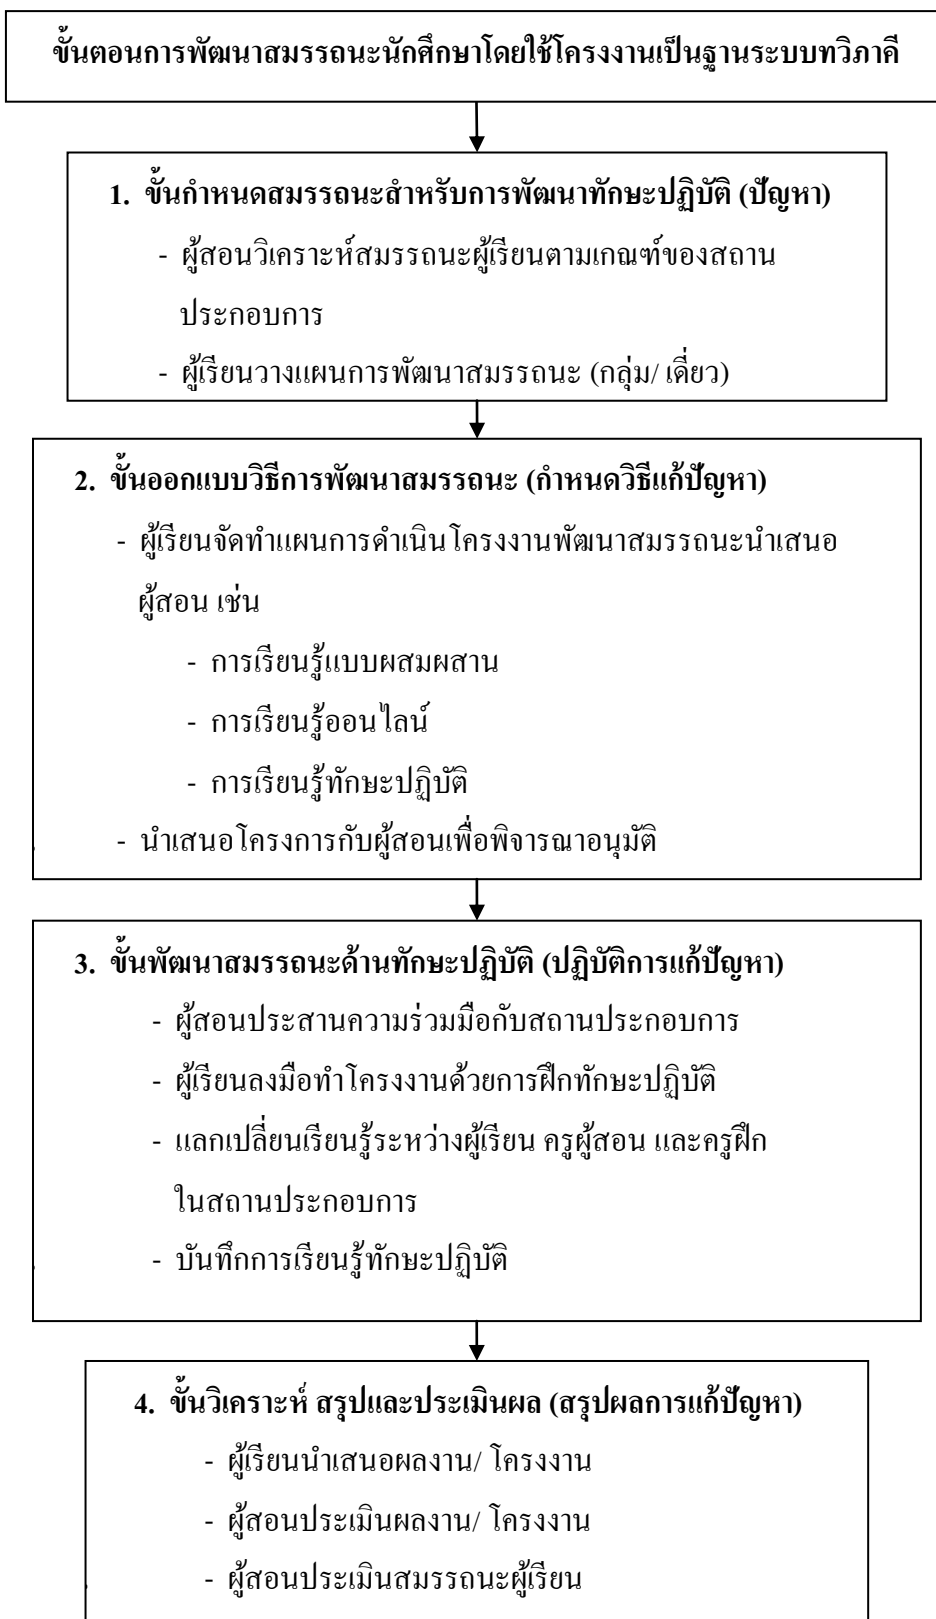 ขั้นตอนการพัฒนาสมรรถนะนักศึกษาโดยใช้โครงงานเป็นฐานระบบทวิภาคี
1. ขั้นกำหนดสมรรถนะสำหรับการพัฒนาทักษะปฏิบัติ (ปัญหา)
- ผู้สอนวิเคราะห์สมรรถนะผู้เรียนตามเกณฑ์ของสถาน
ประกอบการ
- ผู้เรียนวางแผนการพัฒนาสมรรถนะ (กลุ่ม/ เดี่ยว)
2. ขั้นออกแบบวิธีการพัฒนาสมรรถนะ (กำหนดวิธีแก้ปัญหา)
- ผู้เรียนจัดทำแผนการดำเนินโครงงานพัฒนาสมรรถนะนำเสนอ
ผู้สอน เช่น
- การเรียนรู้แบบผสมผสาน
- การเรียนรู้ออนไลน์
- การเรียนรู้ทักษะปฏิบัติ
- นำเสนอโครงการกับผู้สอนเพื่อพิจารณาอนุมัติ
3. ขั้นพัฒนาสมรรถนะด้านทักษะปฏิบัติ (ปฏิบัติการแก้ปัญหา)
- ผู้สอนประสานความร่วมมือกับสถานประกอบการ
- ผู้เรียนลงมือทำโครงงานด้วยการฝึกทักษะปฏิบัติ
- แลกเปลี่ยนเรียนรู้ระหว่างผู้เรียน ครูผู้สอน และครูฝึก
ในสถานประกอบการ
- บันทึกการเรียนรู้ทักษะปฏิบัติ
4. ขั้นวิเคราะห์ สรุปและประเมินผล (สรุปผลการแก้ปัญหา)
- ผู้เรียนนำเสนอผลงาน/ โครงงาน
- ผู้สอนประเมินผลงาน/ โครงงาน
- ผู้สอนประเมินสมรรถนะผู้เรียน